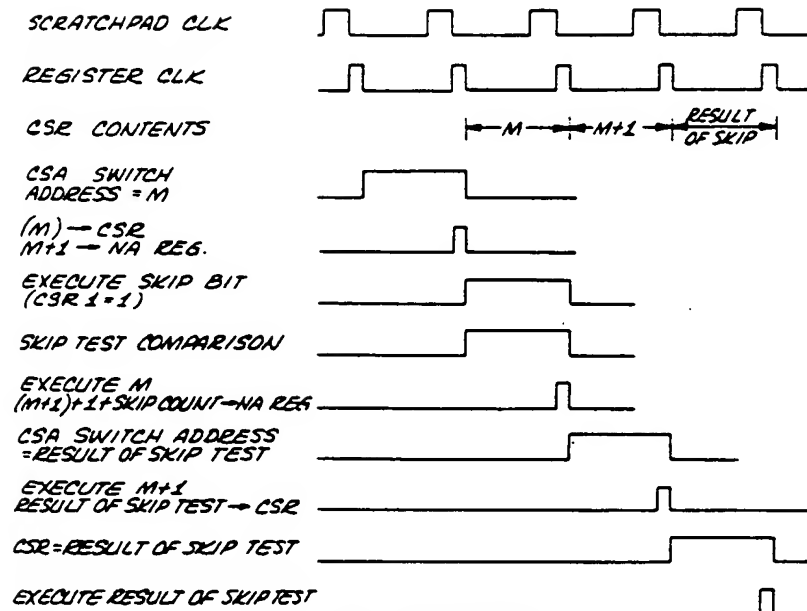 SCRATCHPAD CLK
REGISTER CLK
CSR CONTENTS
M
M+1
RESULT
OF SKIP
CSA SWITCH
ADDRESS = M
(M) → CSR
M+1 → NA REG.
EXECUTE SKIP BIT
(CSR 1 = 1)
SKIP TEST COMPARISON
EXECUTE M
(M+1)+1+SKIP COUNT→NA REG
CSA SWITCH ADDRESS
=RESULT OF SKIP TEST
EXECUTE M+1
RESULT OF SKIP TEST → CSR
CSR=RESULT OF SKIP TEST
EXECUTE RESULT OF SKIP TEST